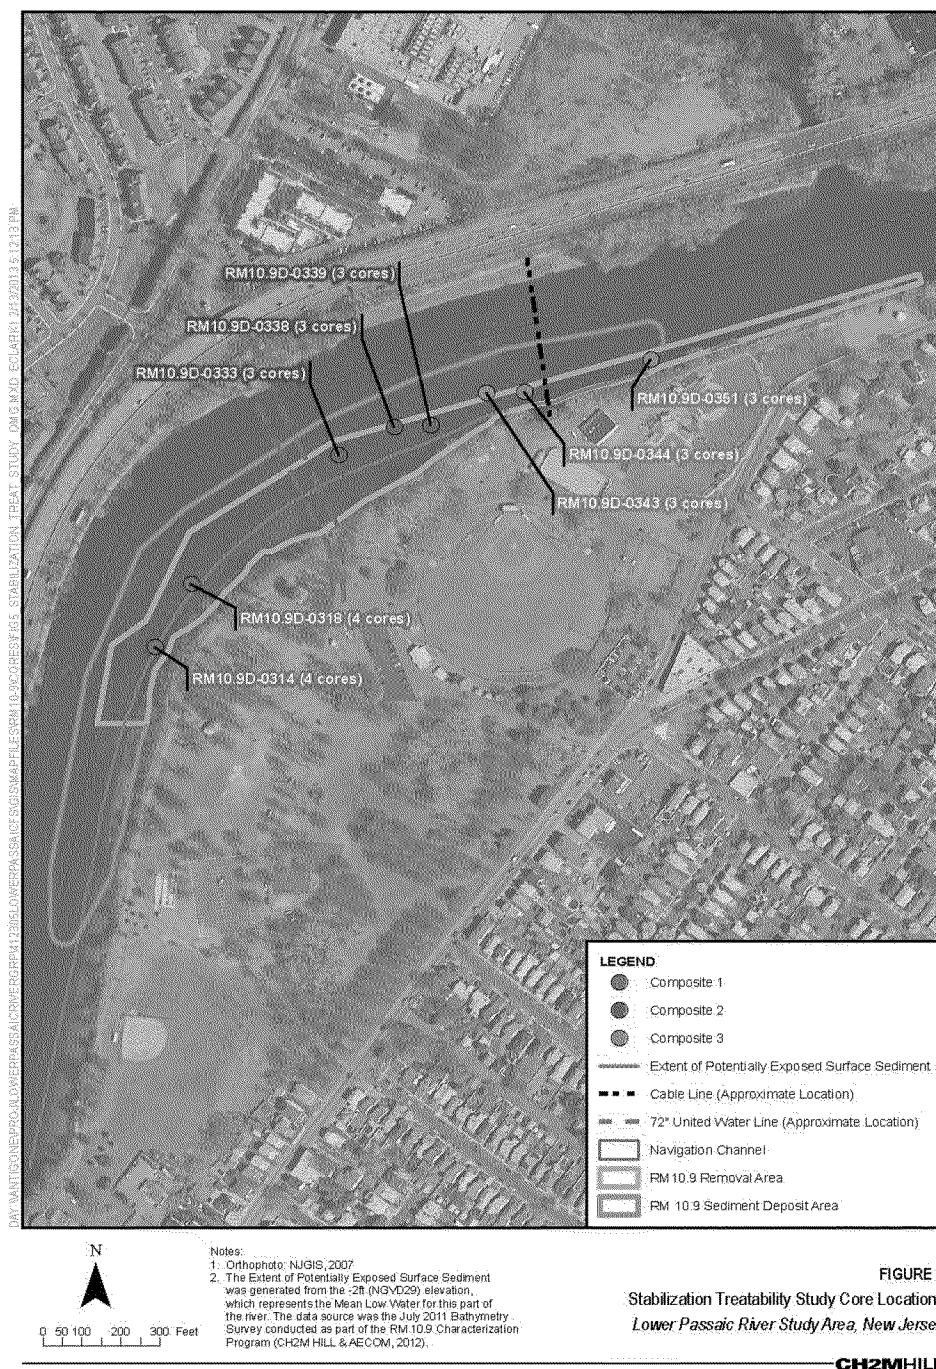 RM10.9D-0339 (3 cores)
RM10.9D-0338 (3 cores)
RM10.9D-0333 (3 cores)
RM10.9D-0351 (3 cores)
RM10.9D-0344 (3 cores)
RM10.9D-0343 (3 cores)
RM10.9D-0318 (4 cores)
RM10.9D-0314 (4 cores)
LEGEND
Composite 1
Composite 2
Composite 3
Extent of Potentially Exposed Surface Sediment
Cable Line (Approximate Location)
72" United Water Line (Approximate Location)
Navigation Channel
RM 10.9 Removal Area
RM 10.9 Sediment Deposit Area
N
0 50 100 200 300 Feet
Notes:
1. Orthophoto: NJGIS, 2007
2. The Extent of Potentially Exposed Surface Sediment
was generated from the -2ft (NGVD29) elevation,
which represents the Mean Low Water for this part of
the river. The data source was the July 2011 Bathymetry
Survey conducted as part of the RM 10.9 Characterization
Program (CH2M HILL & AECOM, 2012).
FIGURE
Stabilization Treatability Study Core Location
Lower Passaic River Study Area, New Jerse
CH2MHIL